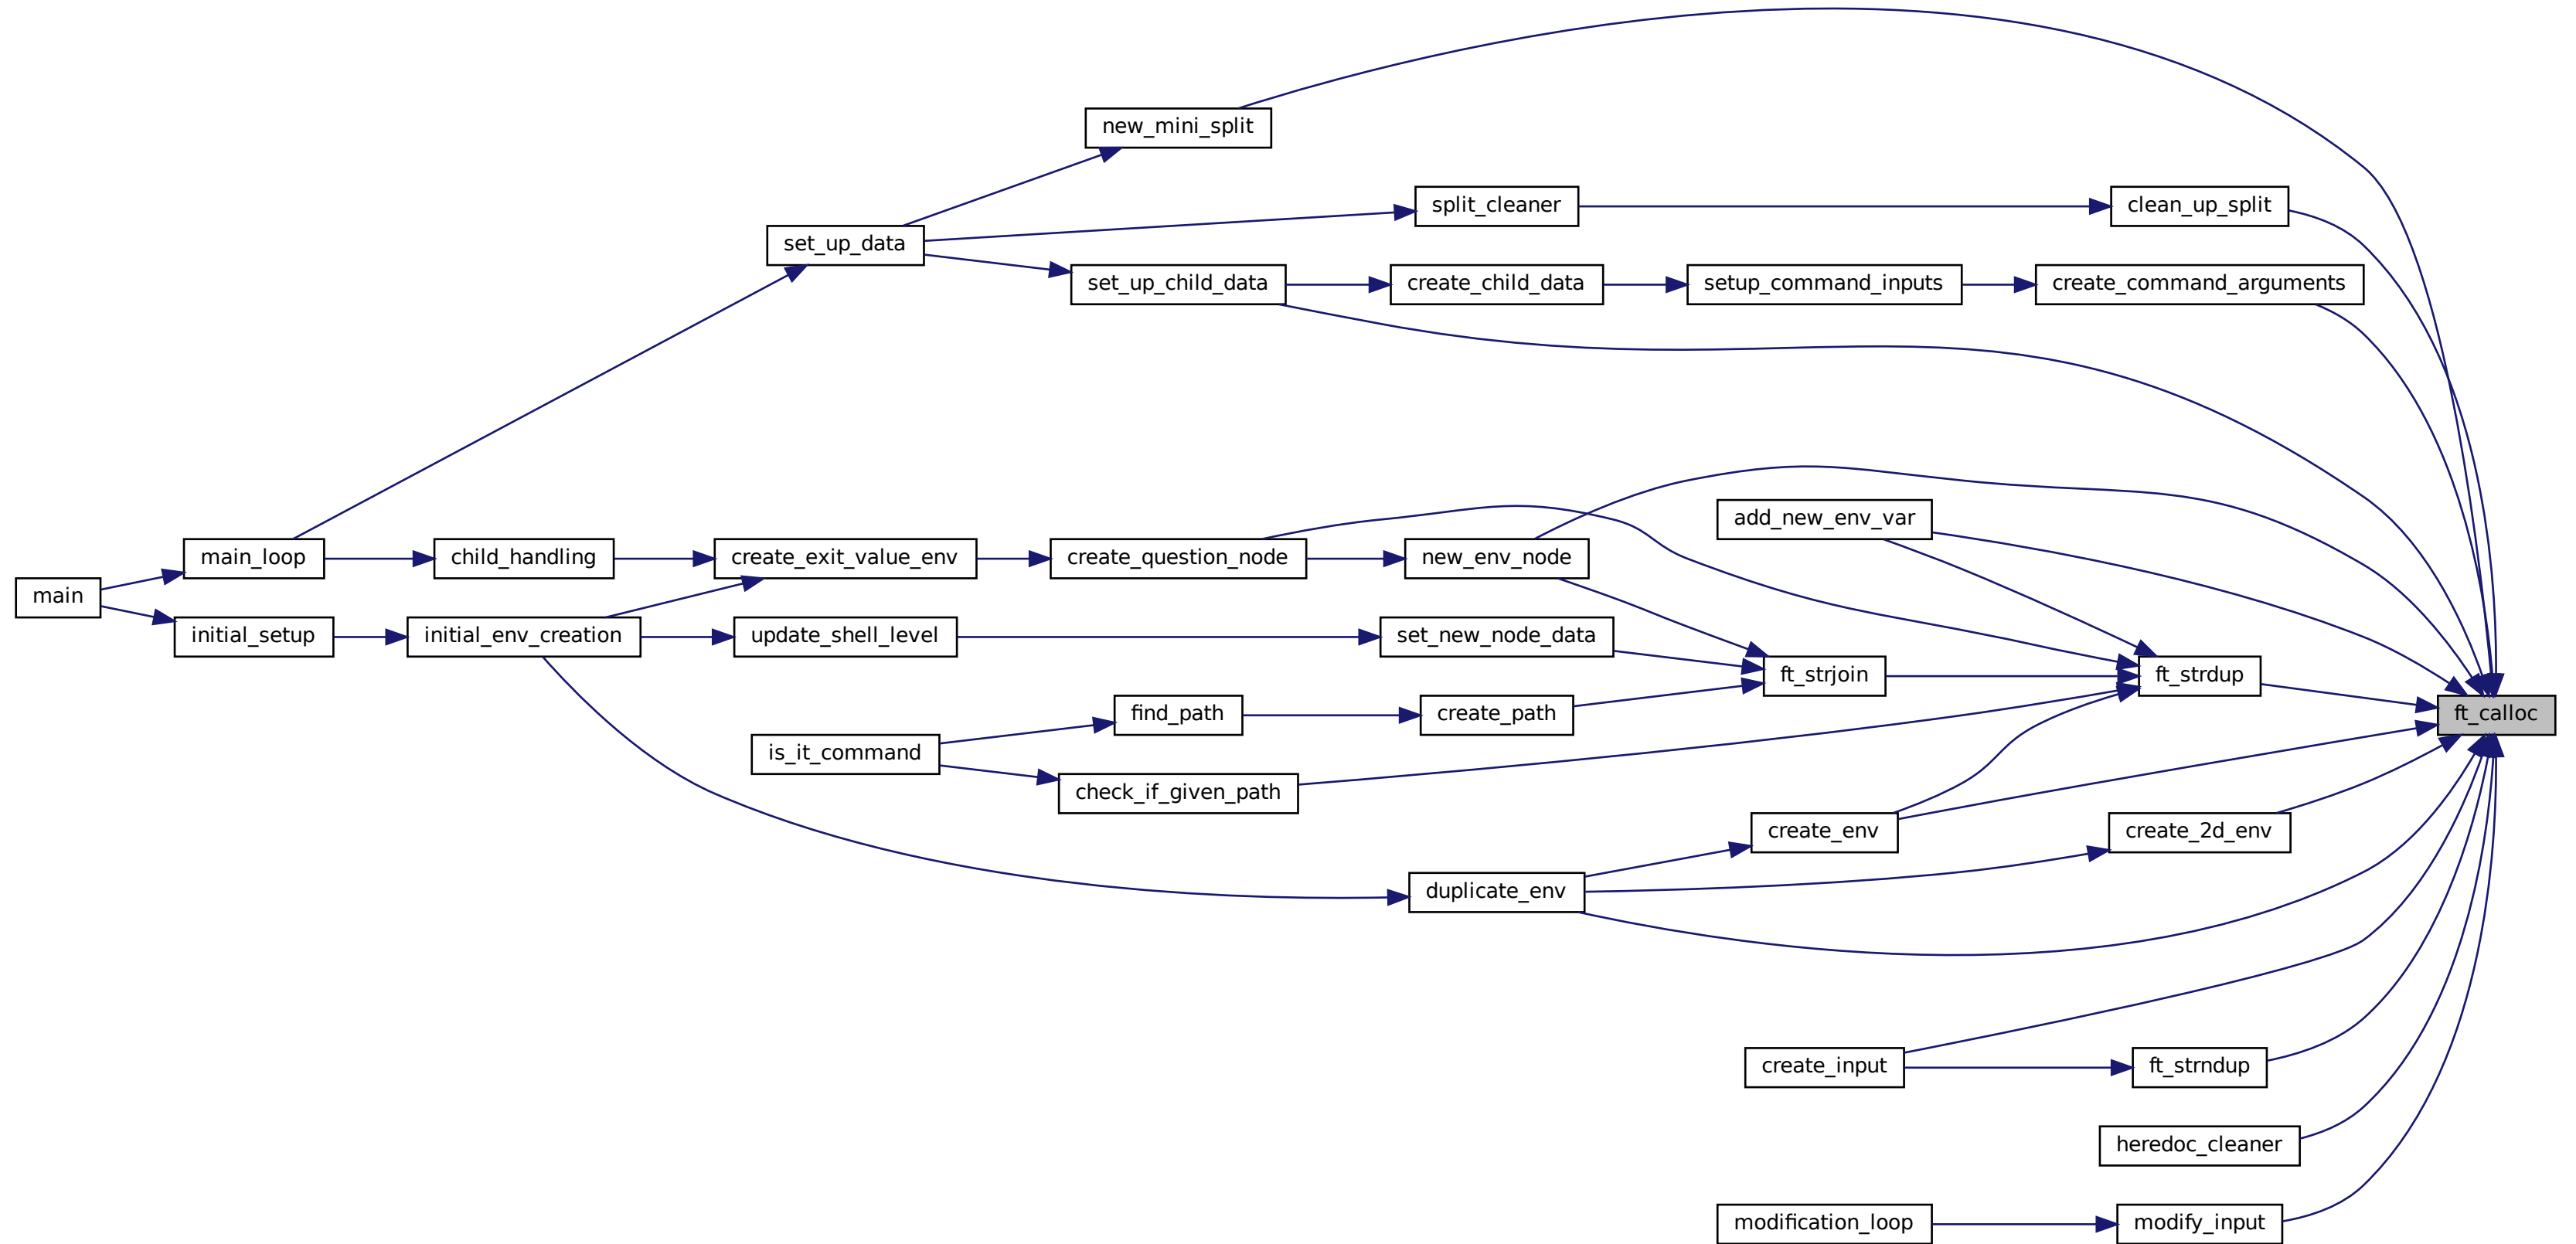 new_mini_split
split_cleaner
clean_up_split
set_up_data
set_up_child_data
create_child_data
setup_command_inputs
create_command_arguments
add_new_env_var
main_loop
child_handling
create_exit_value_env
create_question_node
new_env_node
main
initial_setup
initial_env_creation
update_shell_level
set_new_node_data
ft_strjoin
ft_strdup
find_path
create_path
ft_calloc
is_it_command
check_if_given_path
create_env
create_2d_env
duplicate_env
create_input
ft_strndup
heredoc_cleaner
modification_loop
modify_input